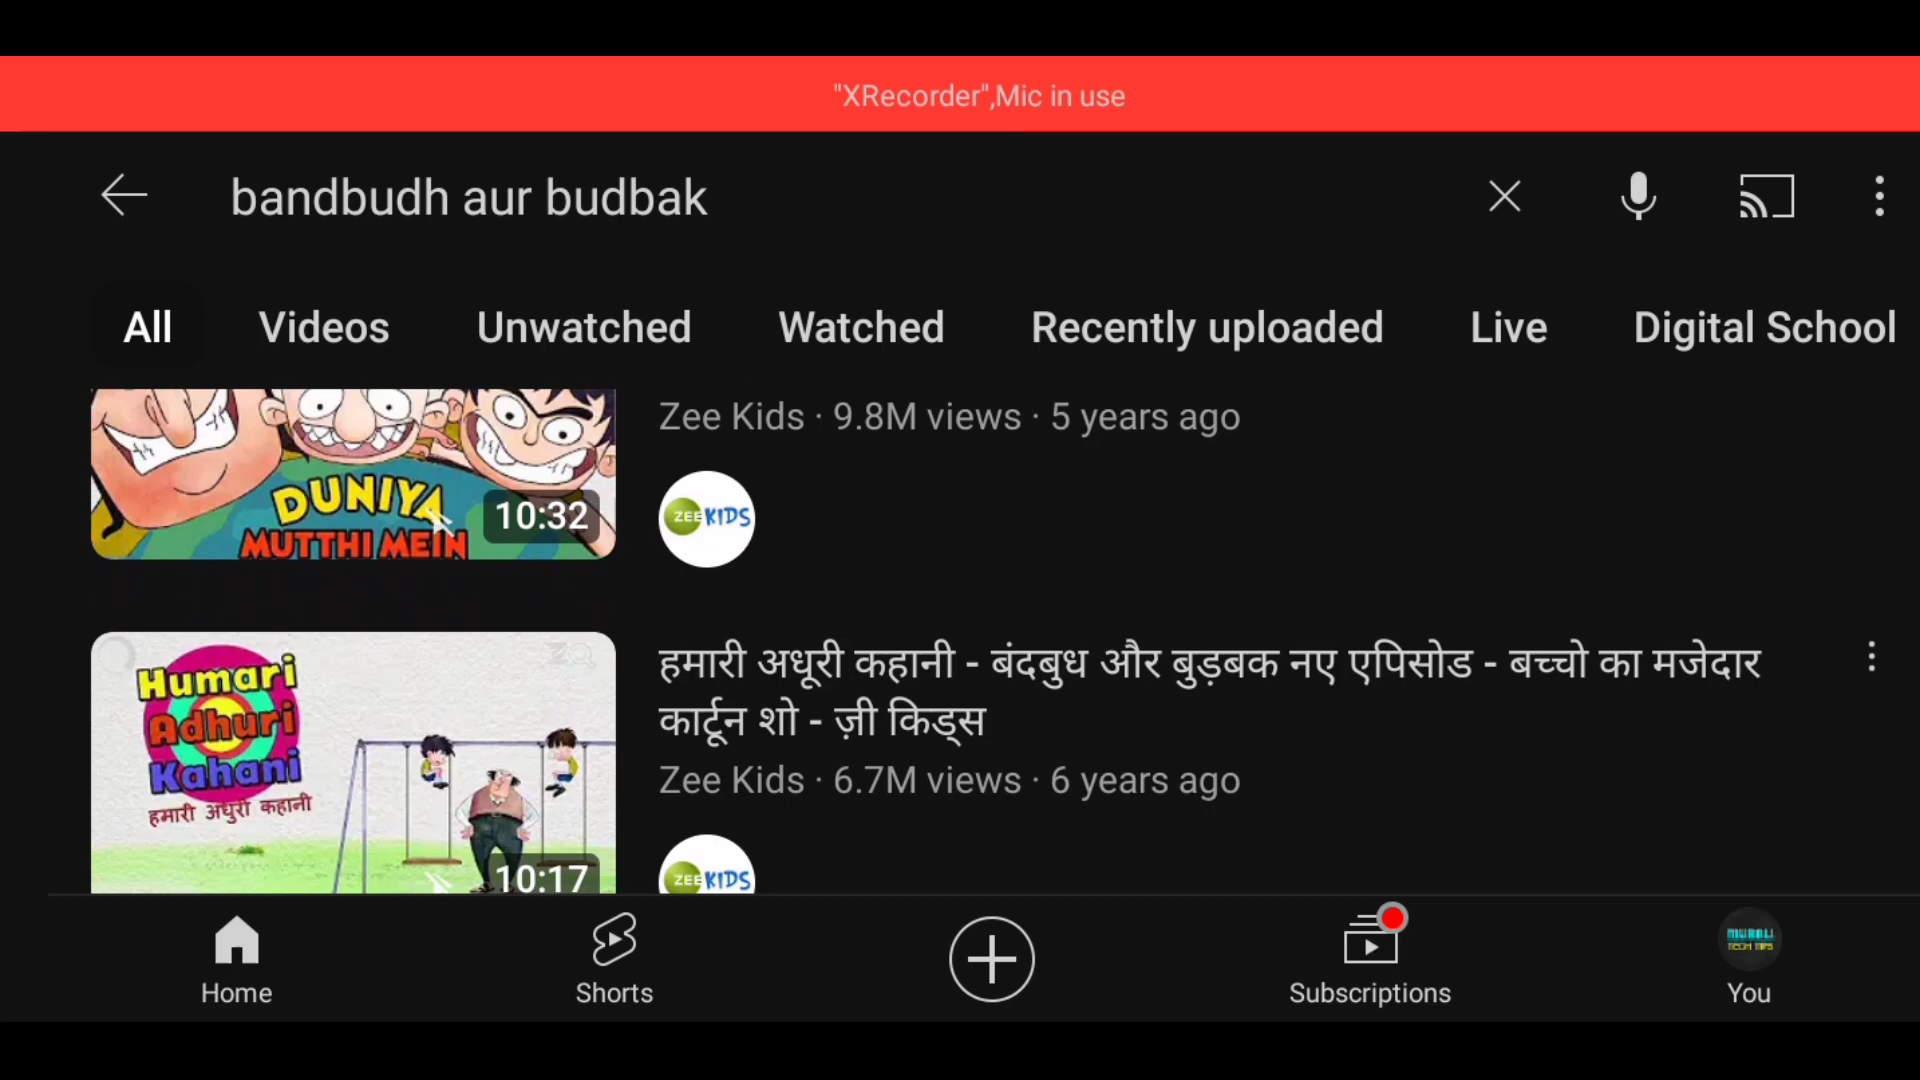 "XRecorder",Mic in use
bandbudh aur budbak
All Videos Unwatched Watched Recently uploaded Live Digital School
Zee Kids · 9.8M views · 5 years ago
DUNIYA
MUTTHI MEIN
10:32
ZEE KIDS
Humari
Adhuri
Kahani
हमारी अधुरी कहानी
10:17
हमारी अधूरी कहानी - बंदबुध और बुड़बक नए एपिसोड - बच्चो का मजेदार
कार्टून शो - ज़ी किड्स
Zee Kids · 6.7M views · 6 years ago
ZEE KIDS
Home Shorts Subscriptions You
MURALI
TECH TIPS